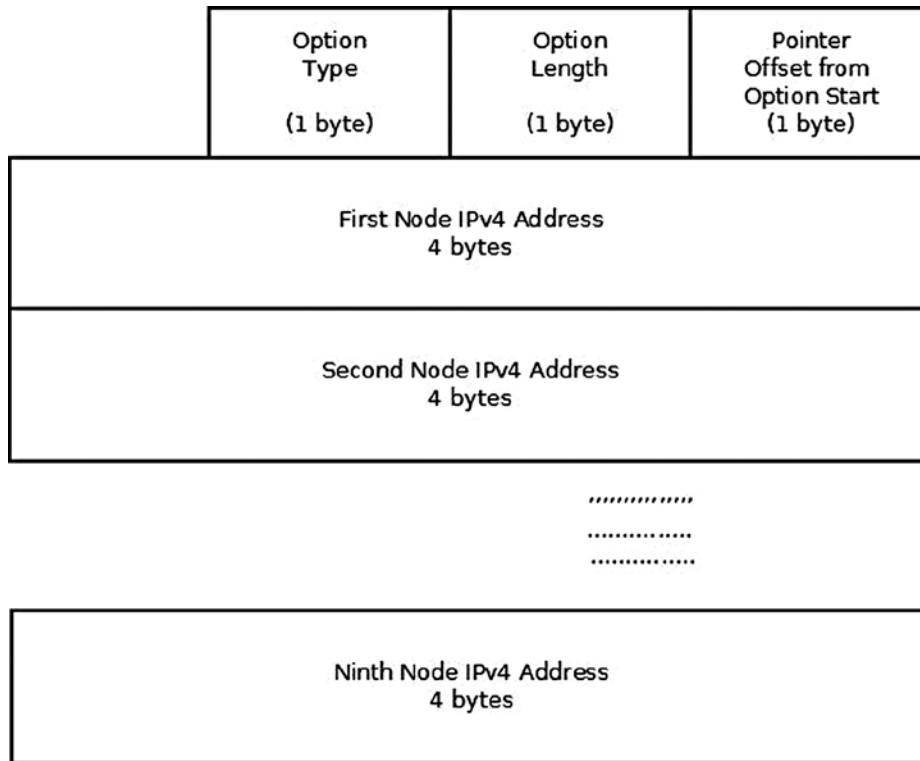 Option
Type
(1 byte)
Option
Length
(1 byte)
Pointer
Offset from
Option Start
(1 byte)
First Node IPv4 Address
4 bytes
Second Node IPv4 Address
4 bytes
,,,,,,,,,,,,,,,
...............
...............
Ninth Node IPv4 Address
4 bytes